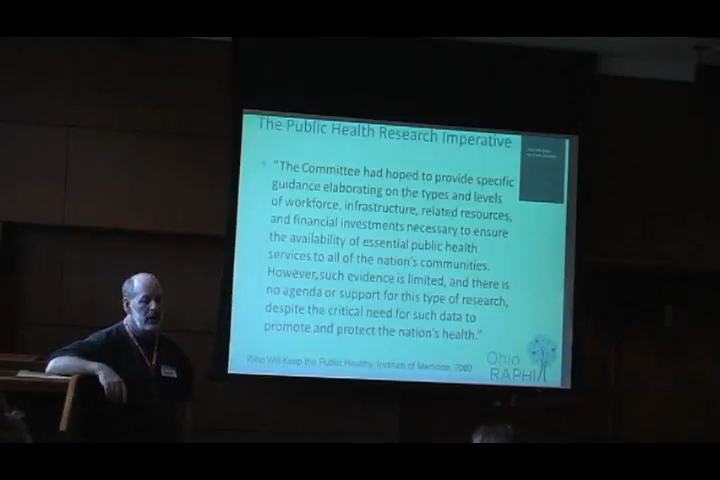 The Public Health Research Imperative
"The Committee had hoped to provide specific
guidance elaborating on the types and levels
of workforce, infrastructure, related resources,
and financial investments necessary to ensure
the availability of essential public health
services to all of the nation's communities.
However, such evidence is limited, and there is
no agenda or support for this type of research,
despite the critical need for such data to
promote and protect the nation's health."
Who Will Keep the Public Healthy, Institute of Medicine,
Ohio
RAPHI